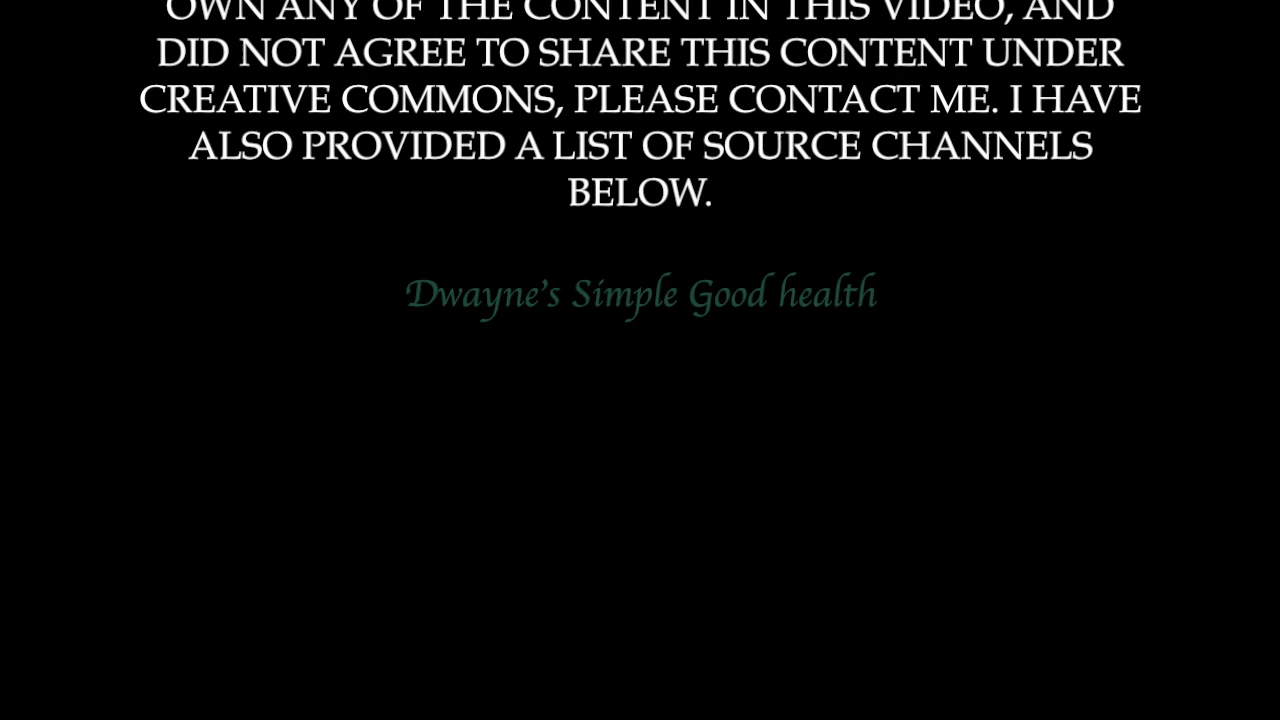 OWN ANY OF THE CONTENT IN THIS VIDEO, AND
DID NOT AGREE TO SHARE THIS CONTENT UNDER
CREATIVE COMMONS, PLEASE CONTACT ME. I HAVE
ALSO PROVIDED A LIST OF SOURCE CHANNELS
BELOW.
Dwayne's Simple Good health